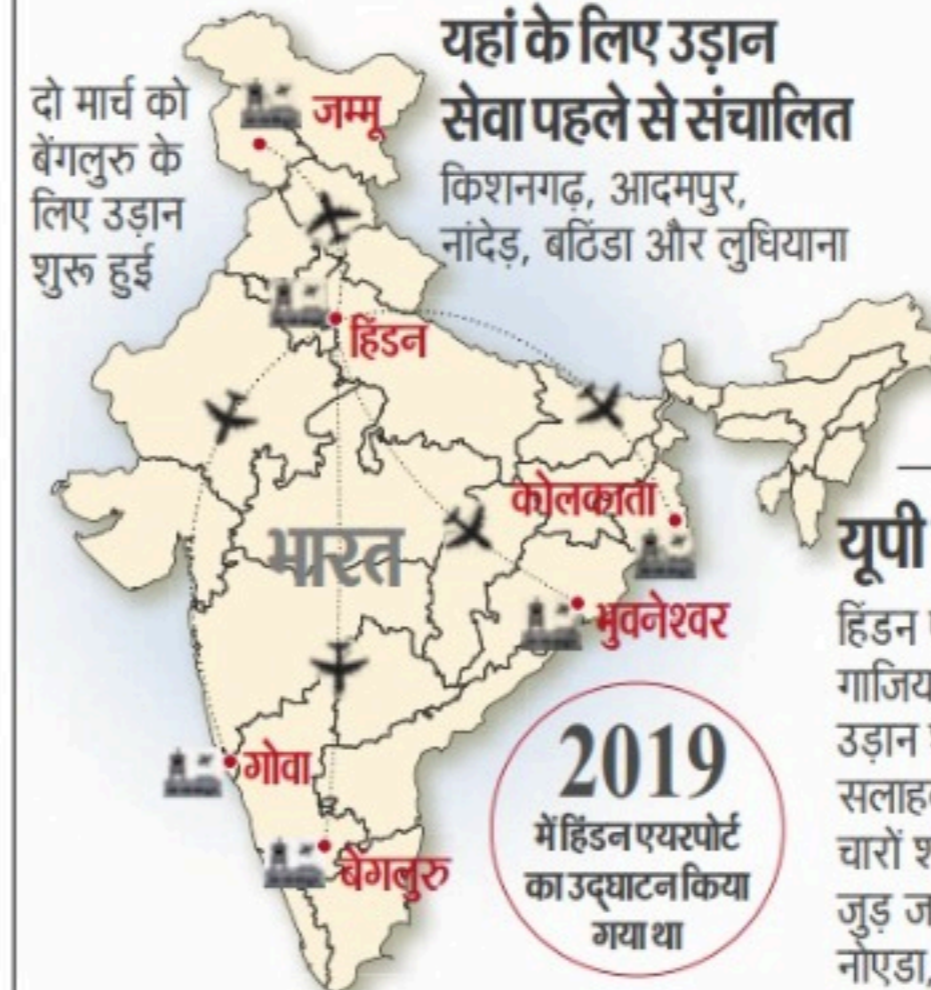 यहां के लिए उड़ान
सेवा पहले से संचालित
किशनगढ़, आदमपुर,
नांदेड़, बठिंडा और लुधियाना
दो मार्च को
बेंगलुरु के
लिए उड़ान
शुरू हुई
जम्मू
हिंडन
कोलकाता
भारत
भुवनेश्वर
गोवा
बेंगलुरु
2019
में हिंडन एयरपोर्ट
का उद्घाटन किया
गया था
यूपी
हिंडन
गाजिय
उड़ान
सलाह
चारों
जुड़
नोएडा,